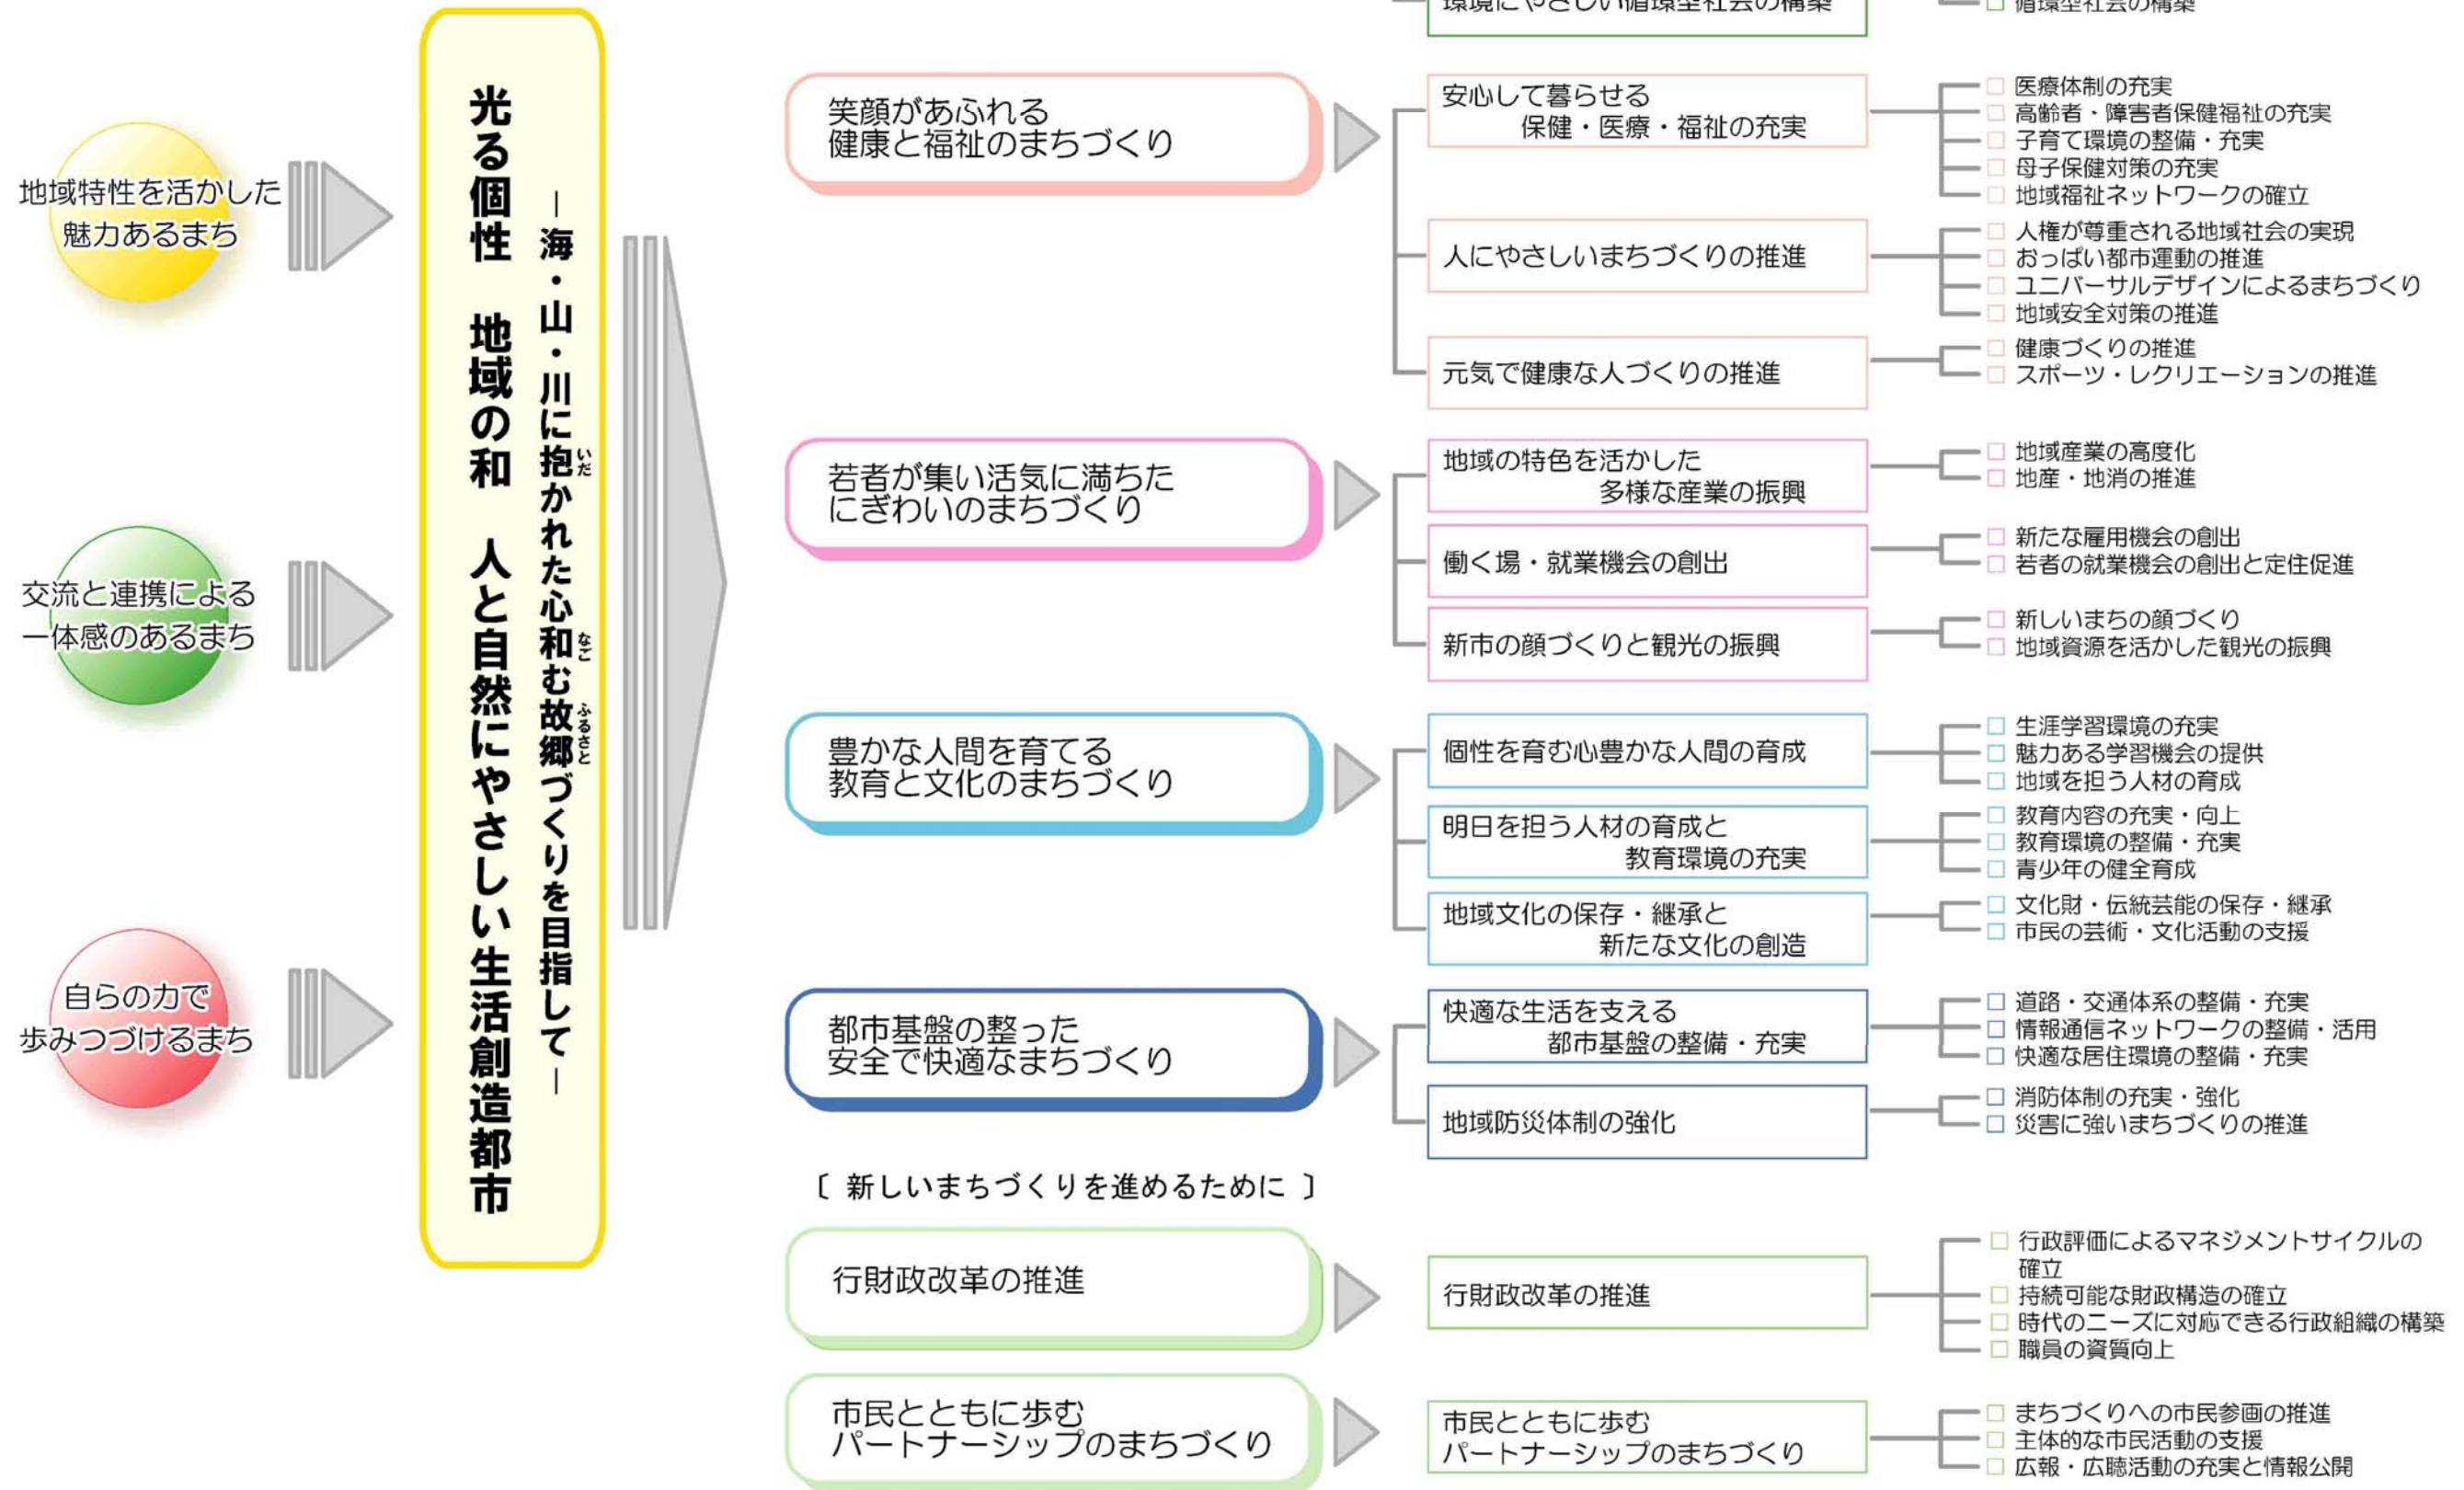 環境にやさしい循環型社会の構築
□ 循環型社会の構築
地域特性を活かした
魅力あるまち
交流と連携による
一体感のあるまち
自らの力で
歩みつづけるまち
光る個性 地域の和 人と自然にやさしい生活創造都市
―海・山・川に抱かれた心和む故郷づくりを目指して―
いだ
なご
ふるさと
笑顔があふれる
健康と福祉のまちづくり
安心して暮らせる
保健・医療・福祉の充実
□ 医療体制の充実
□ 高齢者・障害者保健福祉の充実
□ 子育て環境の整備・充実
□ 母子保健対策の充実
□ 地域福祉ネットワークの確立
人にやさしいまちづくりの推進
□ 人権が尊重される地域社会の実現
□ おっぱい都市運動の推進
□ ユニバーサルデザインによるまちづくり
□ 地域安全対策の推進
元気で健康な人づくりの推進
□ 健康づくりの推進
□ スポーツ・レクリエーションの推進
若者が集い活気に満ちた
にぎわいのまちづくり
地域の特色を活かした
多様な産業の振興
□ 地域産業の高度化
□ 地産・地消の推進
働く場・就業機会の創出
□ 新たな雇用機会の創出
□ 若者の就業機会の創出と定住促進
新市の顔づくりと観光の振興
□ 新しいまちの顔づくり
□ 地域資源を活かした観光の振興
豊かな人間を育てる
教育と文化のまちづくり
個性を育む心豊かな人間の育成
□ 生涯学習環境の充実
□ 魅力ある学習機会の提供
□ 地域を担う人材の育成
明日を担う人材の育成と
教育環境の充実
□ 教育内容の充実・向上
□ 教育環境の整備・充実
□ 青少年の健全育成
地域文化の保存・継承と
新たな文化の創造
□ 文化財・伝統芸能の保存・継承
□ 市民の芸術・文化活動の支援
都市基盤の整った
安全で快適なまちづくり
快適な生活を支える
都市基盤の整備・充実
□ 道路・交通体系の整備・充実
□ 情報通信ネットワークの整備・活用
□ 快適な居住環境の整備・充実
地域防災体制の強化
□ 消防体制の充実・強化
□ 災害に強いまちづくりの推進
〔 新しいまちづくりを進めるために 〕
行財政改革の推進
行財政改革の推進
□ 行政評価によるマネジメントサイクルの
確立
□ 持続可能な財政構造の確立
□ 時代のニーズに対応できる行政組織の構築
□ 職員の資質向上
市民とともに歩む
パートナーシップのまちづくり
市民とともに歩む
パートナーシップのまちづくり
□ まちづくりへの市民参画の推進
□ 主体的な市民活動の支援
□ 広報・広聴活動の充実と情報公開